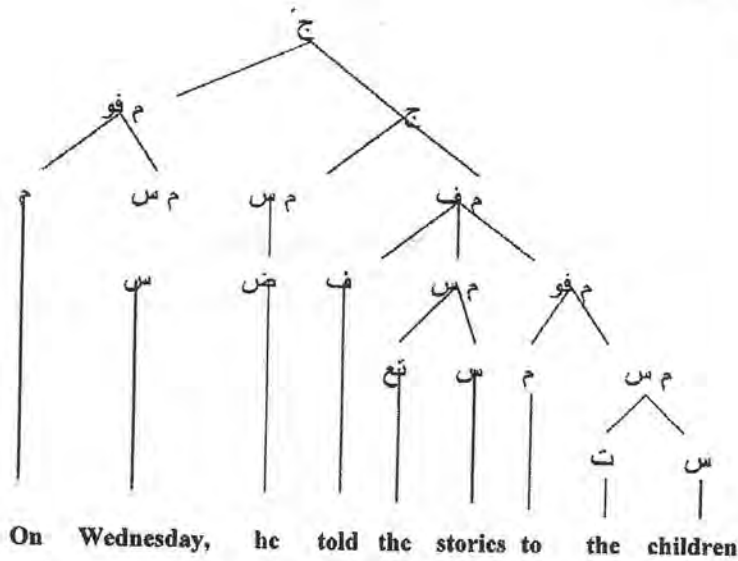 جَ
م فو ج
م م س م س م ف
س ض ف م س م فو
تع س م م س
ت س
On Wednesday, he told the stories to the children